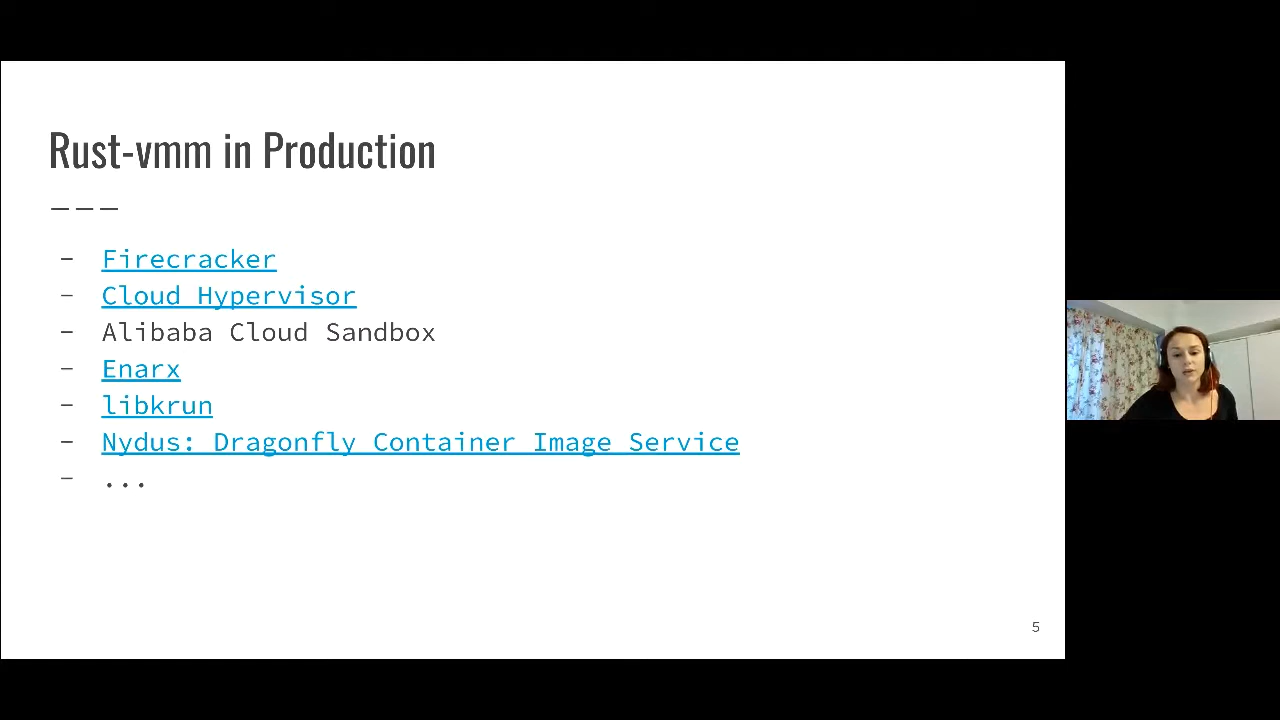 Rust-vmm in Production
———
- Firecracker
- Cloud Hypervisor
- Alibaba Cloud Sandbox
- Enarx
- libkrun
- Nydus: Dragonfly Container Image Service
- ...
5